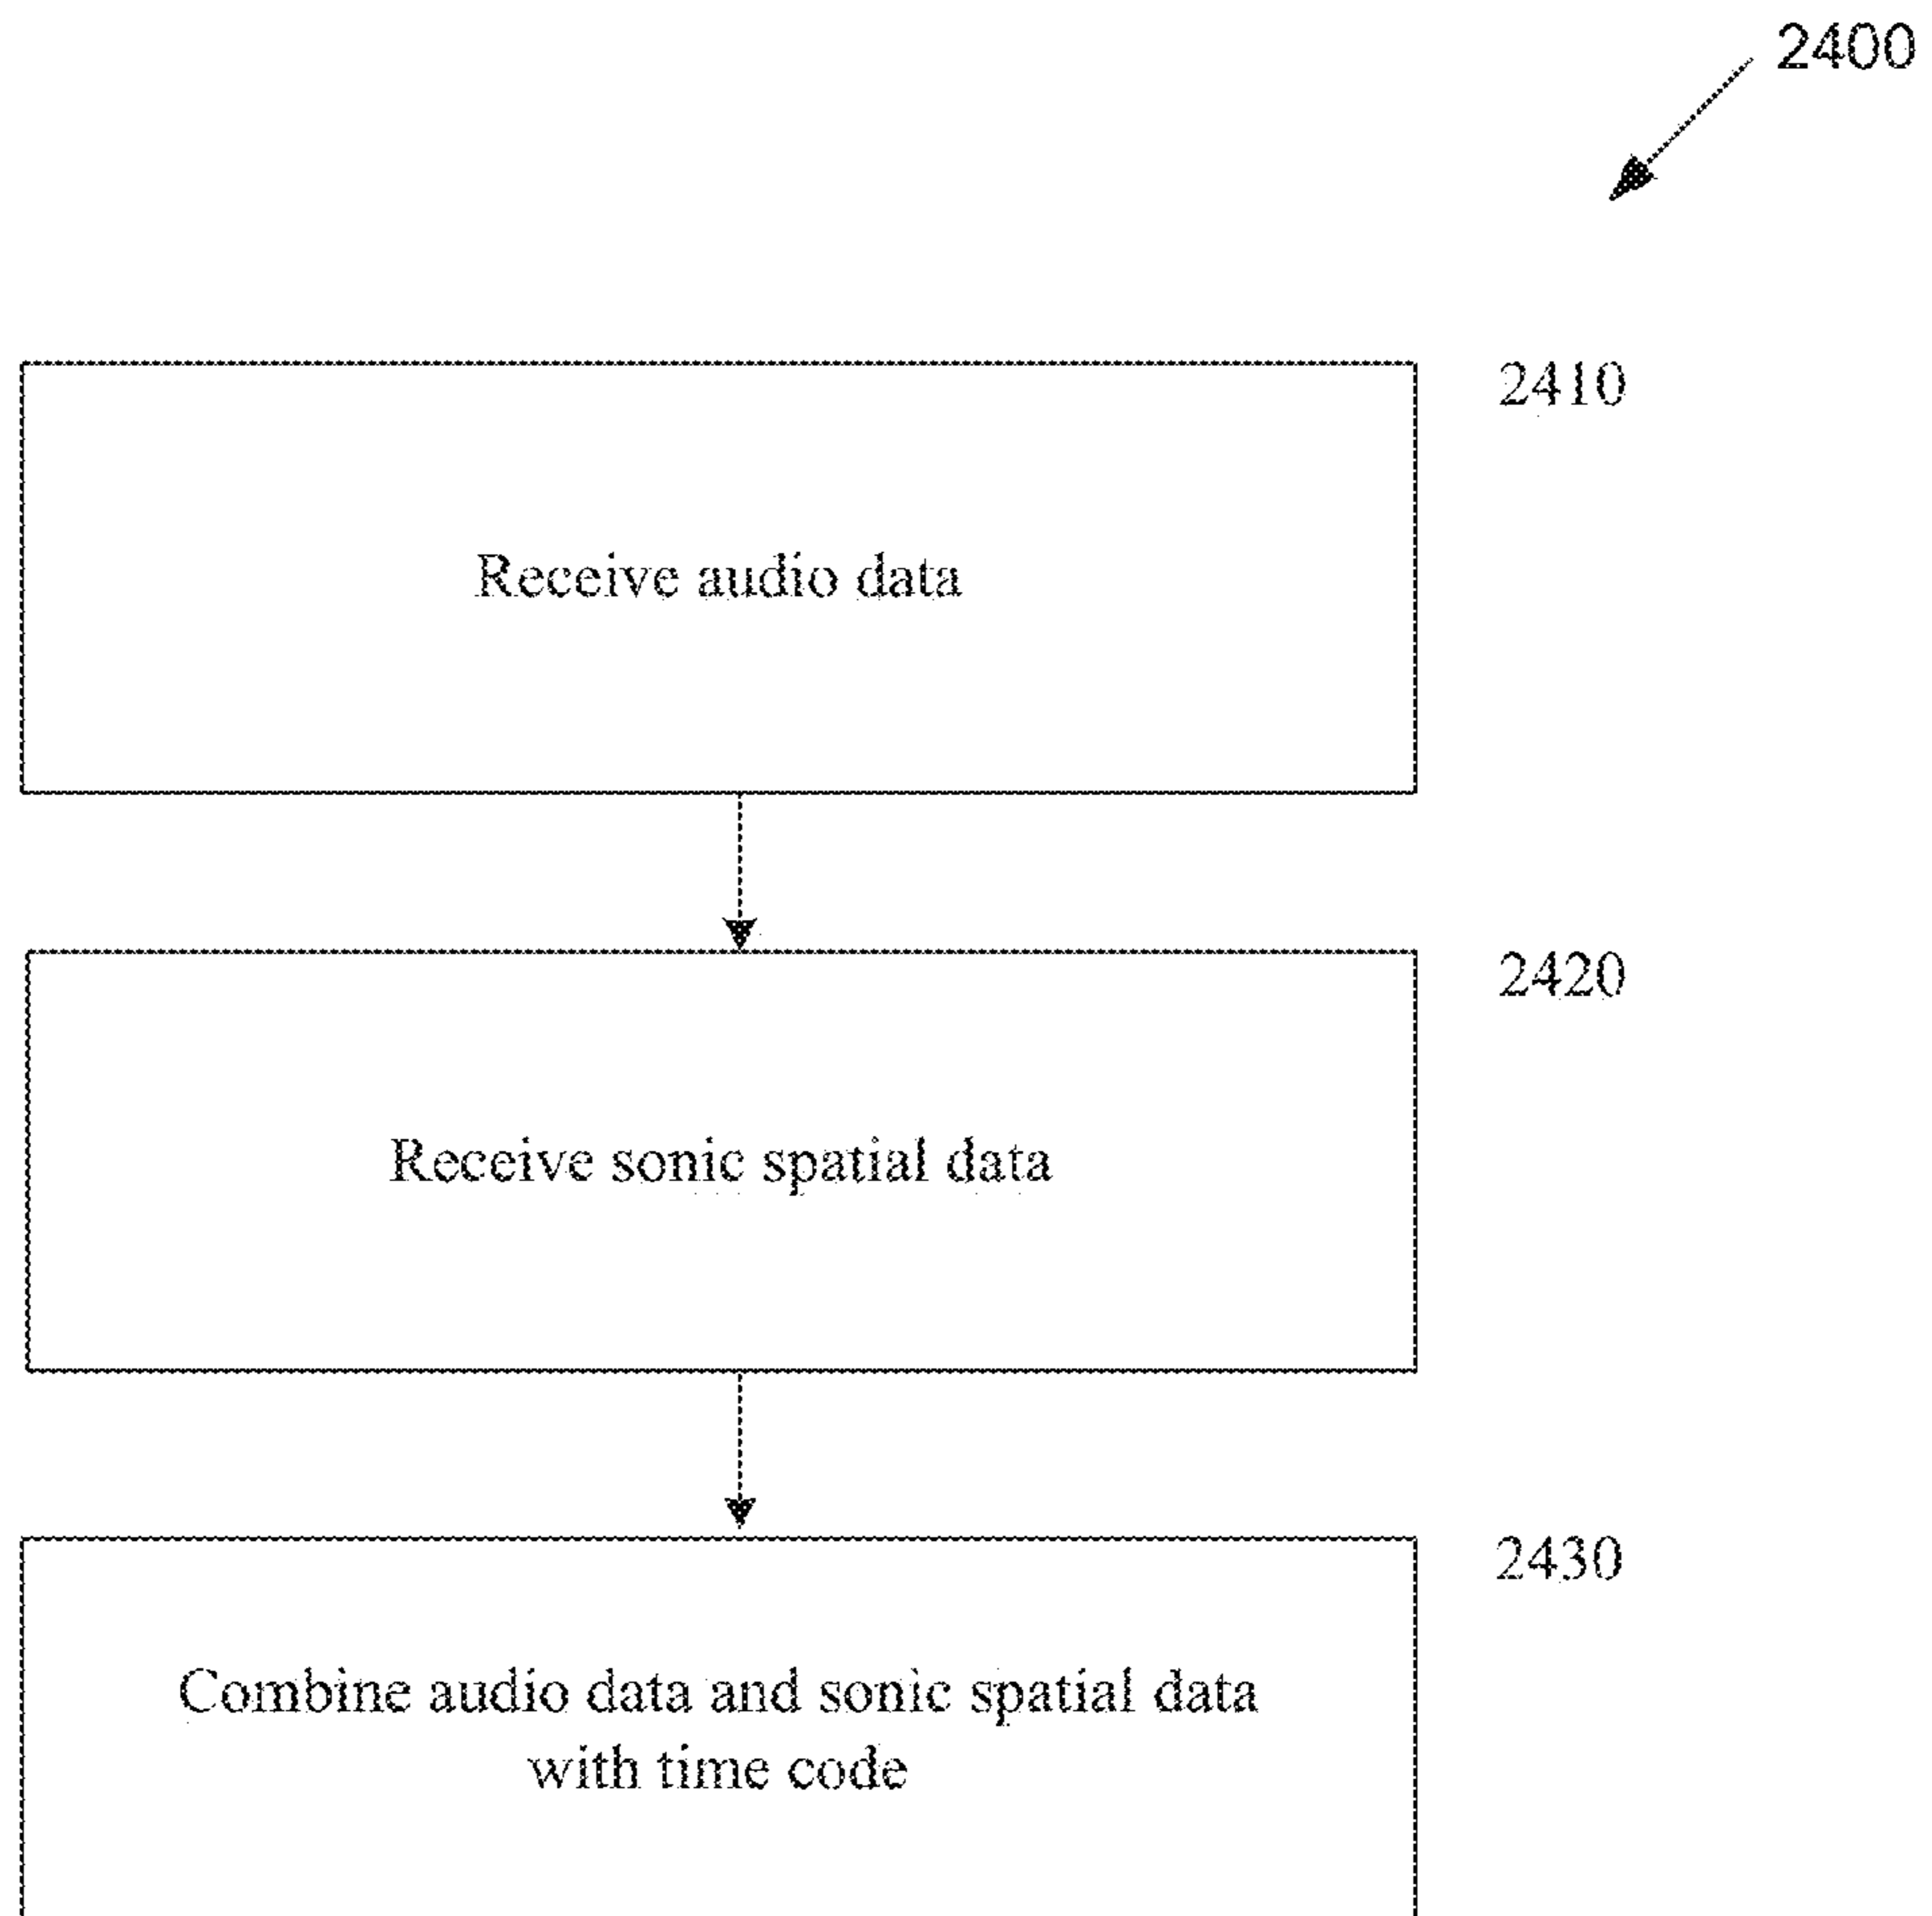 2400
2410
Receive audio data
2420
Receive sonic spatial data
2430
Combine audio data and sonic spatial data
with time code